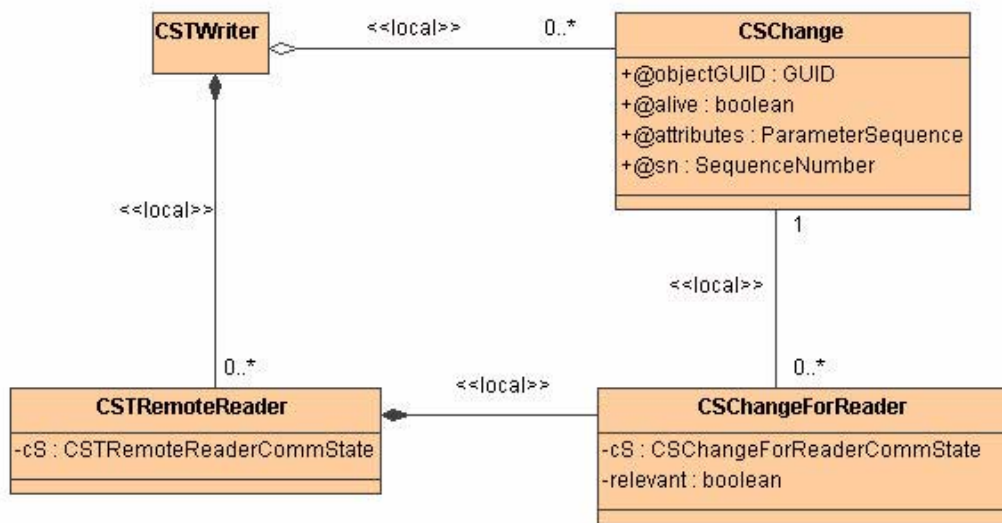 CSTWriter
<<local>>
0..*
CSChange
+@objectGUID : GUID
+@alive : boolean
+@attributes : ParameterSequence
+@sn : SequenceNumber
<<local>>
1
<<local>>
0..*
0..*
CSTRemoteReader
-cS : CSTRemoteReaderCommState
<<local>>
CSChangeForReader
-cS : CSChangeForReaderCommState
-relevant : boolean